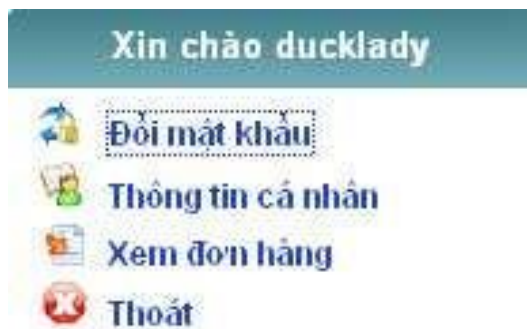 Xin chào ducklady
Đổi mật khẩu
Thông tin cá nhân
Xem đơn hàng
Thoát